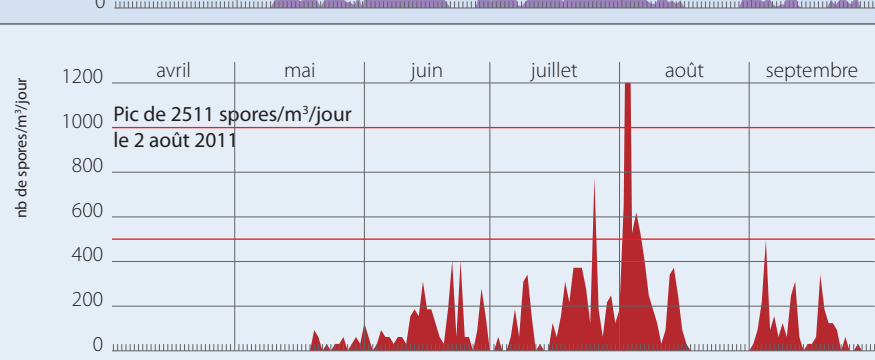 0
avril mai juin juillet août septembre
nb de spores/m³/jour
1200
Pic de 2511 spores/m³/jour
1000
le 2 août 2011
800
600
400
200
0